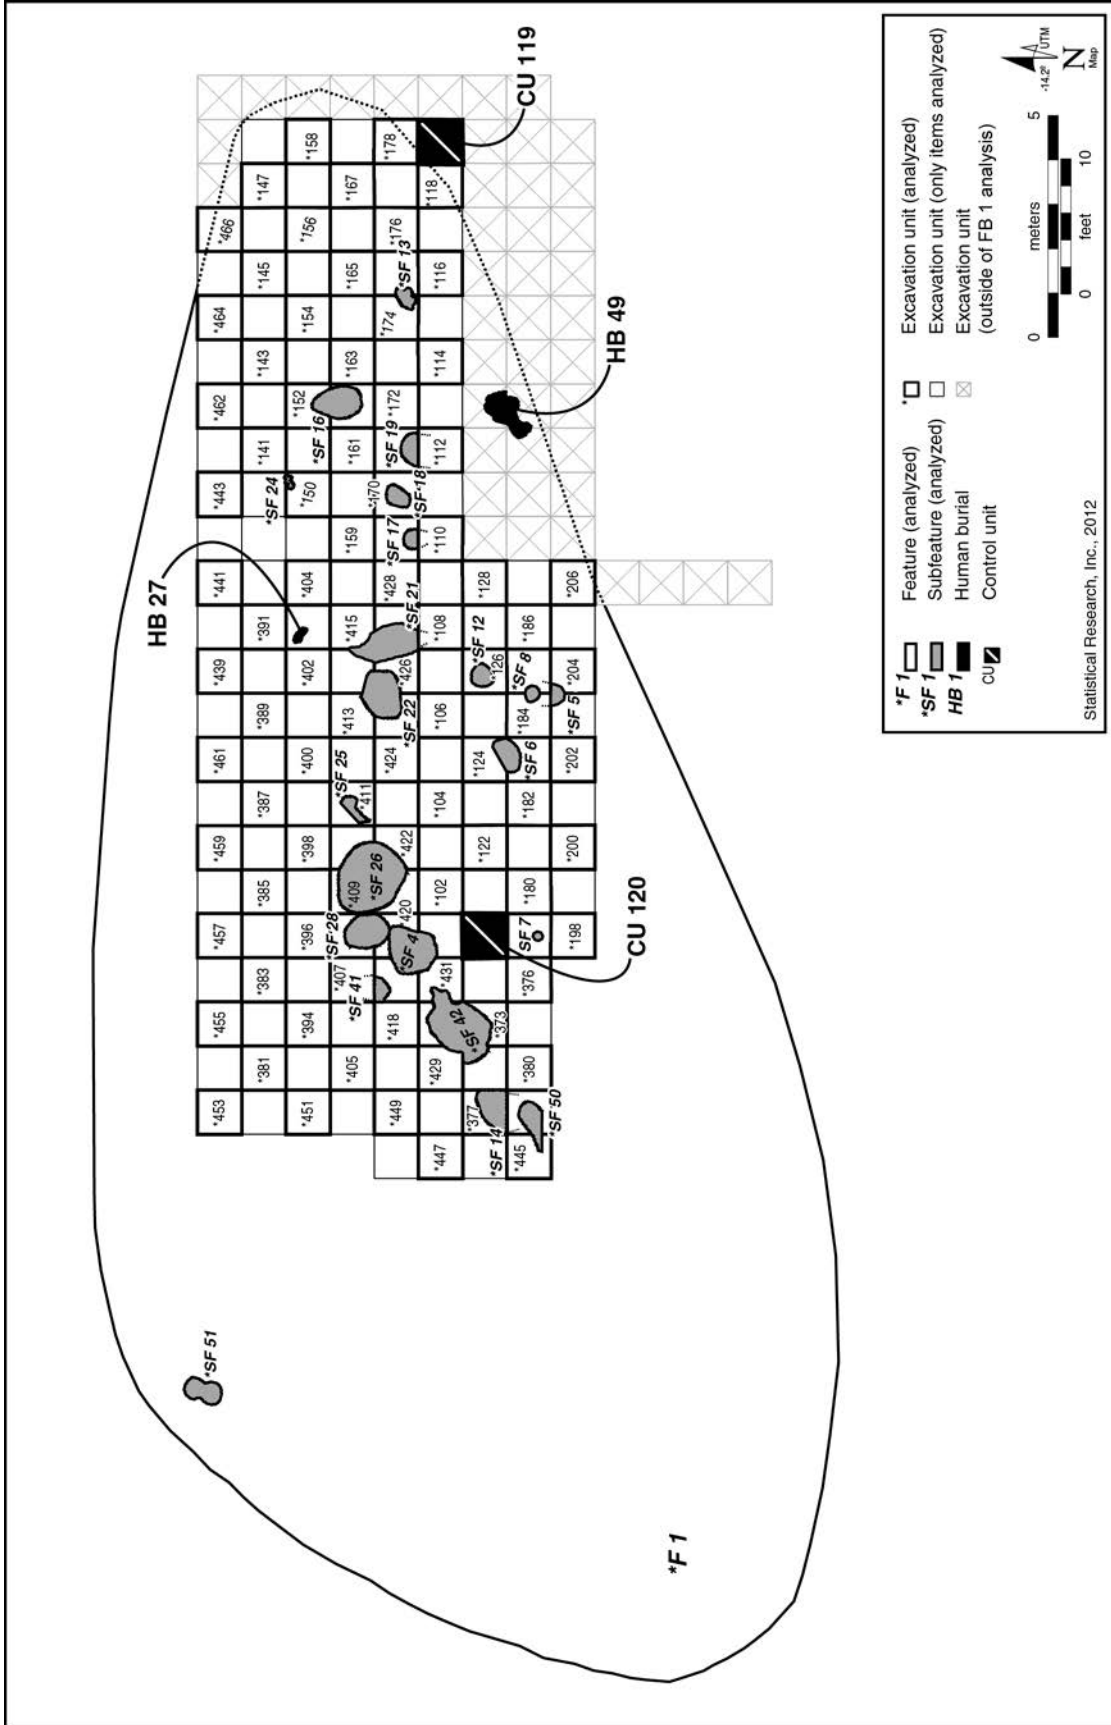 HB 27
*SF 51
*453
*455
*457
*459
*461
*439
*441
*443
*462
*464
*466
*381
*383
*385
*387
*389
*391
*SF 24
*141
*143
*145
*147
*451
*394
*396
*398
*400
*402
*404
*150
*152
*154
*156
*158
*SF 28
*SF 25
*SF 16
*405
*407
*409
*411
*413
*415
*159
*161
*163
*165
*167
*SF 41
*SF 26
*449
*418
*420
*422
*424
*426
*428
*170
*172
*174
*176
*178
*SF 4
*SF 22
*SF 21
*SF 17
*SF 18
*SF 19
*SF 13
*447
*429
*431
*102
*104
*106
*108
*110
*112
*114
*116
*118
*SF 42
*377
*373
*122
*124
*126
*128
*SF 12
*SF 14
*445
*380
*376
SF 7
*180
*182
*184
*186
*SF 8
*SF 6
*SF 50
*198
*200
*202
*204
*206
*SF 5
CU 119
HB 49
CU 120
*F 1
*F 1 Feature (analyzed)
*SF 1 Subfeature (analyzed)
HB 1 Human burial
CU Control unit
* Excavation unit (analyzed)
Excavation unit (only items analyzed)
Excavation unit
(outside of FB 1 analysis)
0 meters 5
0 feet 10
-14.2º UTM
N
Map
Statistical Research, Inc., 2012